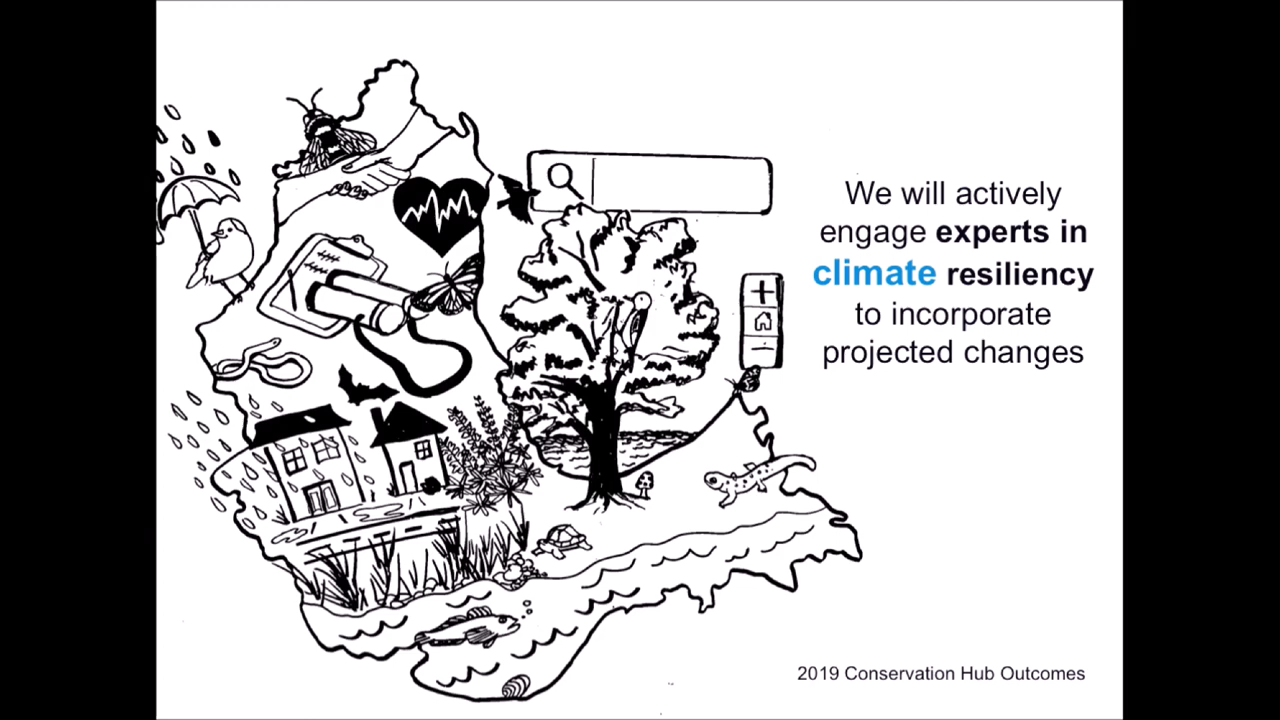 We will actively
engage experts in
climate resiliency
to incorporate
projected changes
2019 Conservation Hub Outcomes